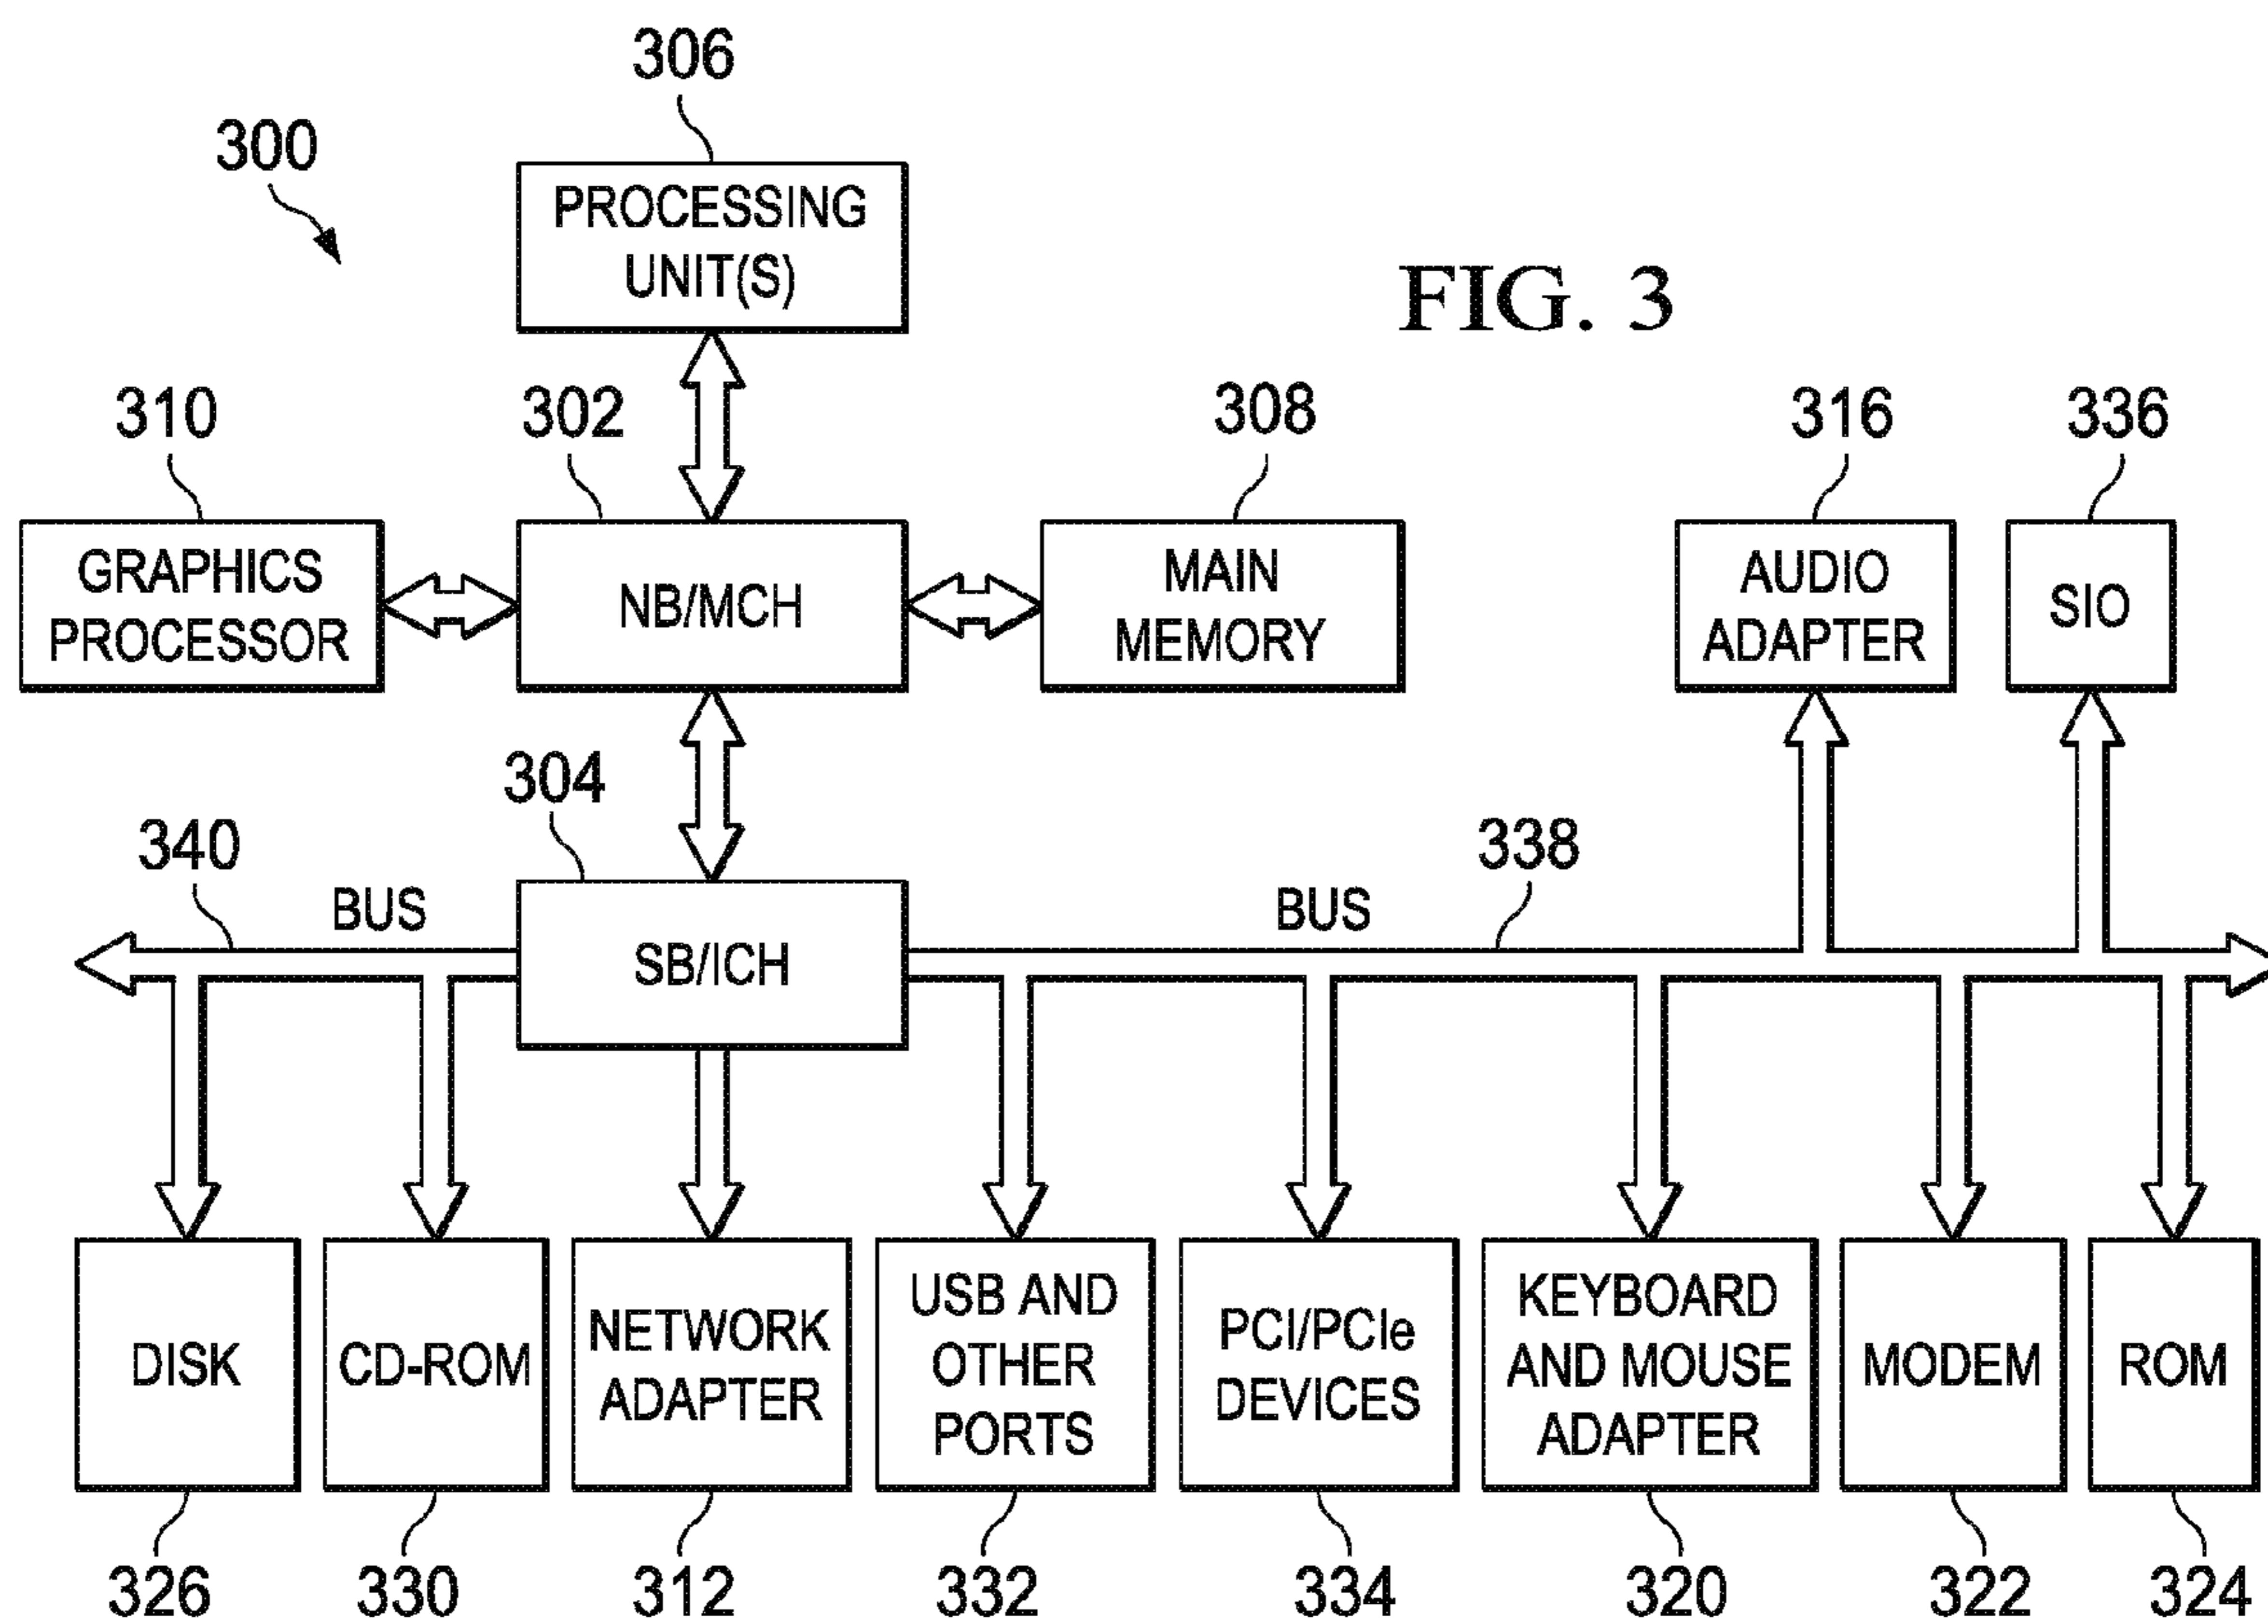 306
300
PROCESSING
UNIT(S)
FIG. 3
310
302
308
316
336
GRAPHICS
PROCESSOR
NB/MCH
MAIN
MEMORY
AUDIO
ADAPTER
SIO
304
340
BUS
338
BUS
SB/ICH
DISK
CD-ROM
NETWORK
ADAPTER
USB AND
OTHER
PORTS
PCI/PCIe
DEVICES
KEYBOARD
AND MOUSE
ADAPTER
MODEM
ROM
326
330
312
332
334
320
322
324